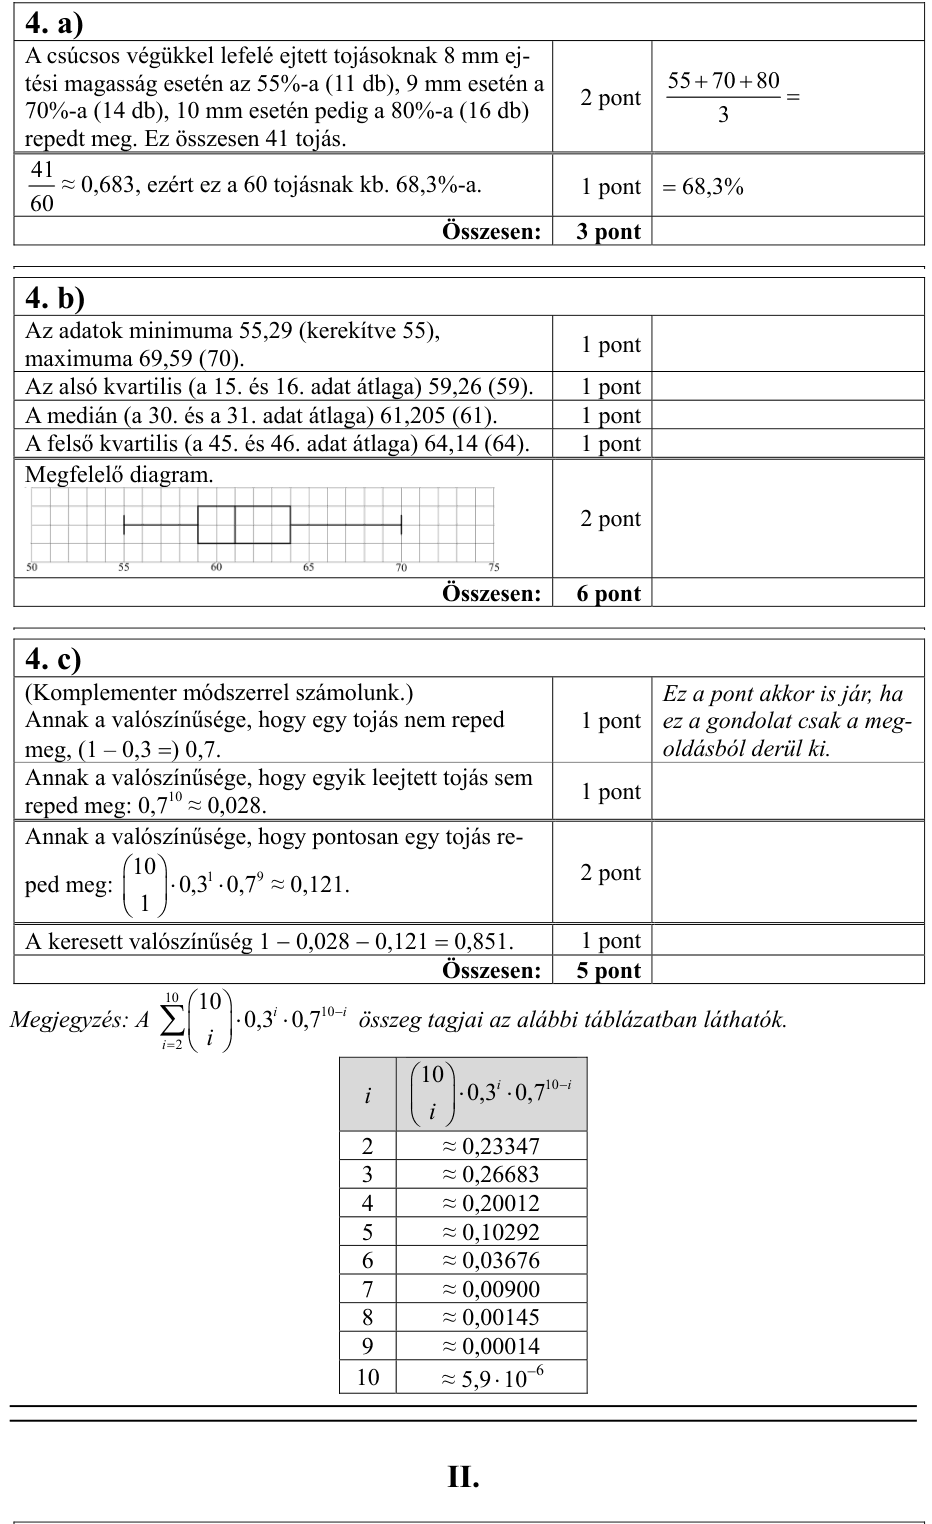 4. a)
A csúcsos végükkel lefelé ejtett tojásoknak 8 mm ej-
tési magasság esetén az 55%-a (11 db), 9 mm esetén a
70%-a (14 db), 10 mm esetén pedig a 80%-a (16 db)
repedt meg. Ez összesen 41 tojás.
2 pont
(55 + 70 + 80)/3 =
41/60 ≈ 0,683, ezért ez a 60 tojásnak kb. 68,3%-a.
1 pont
= 68,3%
Összesen: 3 pont
4. b)
Az adatok minimuma 55,29 (kerekítve 55),
maximuma 69,59 (70).
1 pont
Az alsó kvartilis (a 15. és 16. adat átlaga) 59,26 (59).
1 pont
A medián (a 30. és a 31. adat átlaga) 61,205 (61).
1 pont
A felső kvartilis (a 45. és 46. adat átlaga) 64,14 (64).
1 pont
Megfelelő diagram.
50 55 60 65 70 75
2 pont
Összesen: 6 pont
4. c)
(Komplementer módszerrel számolunk.)
Annak a valószínűsége, hogy egy tojás nem reped
meg, (1 – 0,3 =) 0,7.
1 pont
Ez a pont akkor is jár, ha
ez a gondolat csak a meg-
oldásból derül ki.
Annak a valószínűsége, hogy egyik leejtett tojás sem
reped meg: 0,7¹⁰ ≈ 0,028.
1 pont
Annak a valószínűsége, hogy pontosan egy tojás re-
ped meg: (10 1) · 0,3¹ · 0,7⁹ ≈ 0,121.
2 pont
A keresett valószínűség 1 – 0,028 – 0,121 = 0,851.
1 pont
Összesen: 5 pont
Megjegyzés: A ∑_{i=2}^{10} (10 i) · 0,3^i · 0,7^{10–i} összeg tagjai az alábbi táblázatban láthatók.
i (10 i) · 0,3^i · 0,7^{10–i}
2 ≈ 0,23347
3 ≈ 0,26683
4 ≈ 0,20012
5 ≈ 0,10292
6 ≈ 0,03676
7 ≈ 0,00900
8 ≈ 0,00145
9 ≈ 0,00014
10 ≈ 5,9 · 10⁻⁶
II.